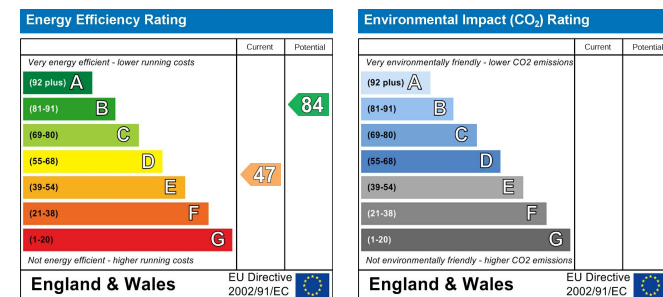 Energy Efficiency Rating
Current Potential
Very energy efficient - lower running costs
(92 plus) A
(81-91) B
84
(69-80) C
(55-68) D
47
(39-54) E
(21-38) F
(1-20) G
Not energy efficient - higher running costs
England & Wales
EU Directive
2002/91/EC
Environmental Impact (CO₂) Rating
Current Potential
Very environmentally friendly - lower CO2 emissions
(92 plus) A
(81-91) B
(69-80) C
(55-68) D
(39-54) E
(21-38) F
(1-20) G
Not environmentally friendly - higher CO2 emissions
England & Wales
EU Directive
2002/91/EC